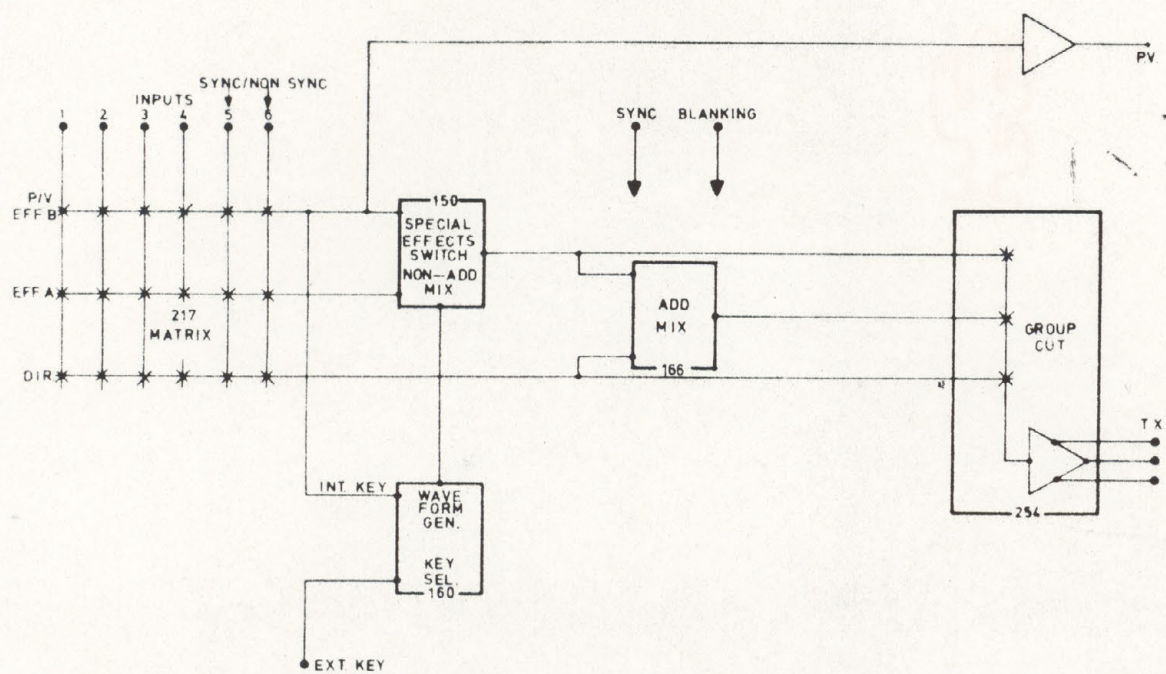 P.V.
SYNC/NON SYNC
INPUTS
1 2 3 4 5 6
SYNC BLANKING
P/V
EFF B
150
SPECIAL
EFFECTS
SWITCH
NON-ADD
MIX
EFF A
217
MATRIX
ADD
MIX
166
GROUP
CUT
DIR
TX
INT. KEY
WAVE
FORM
GEN.
KEY
SEL.
160
254
EXT. KEY